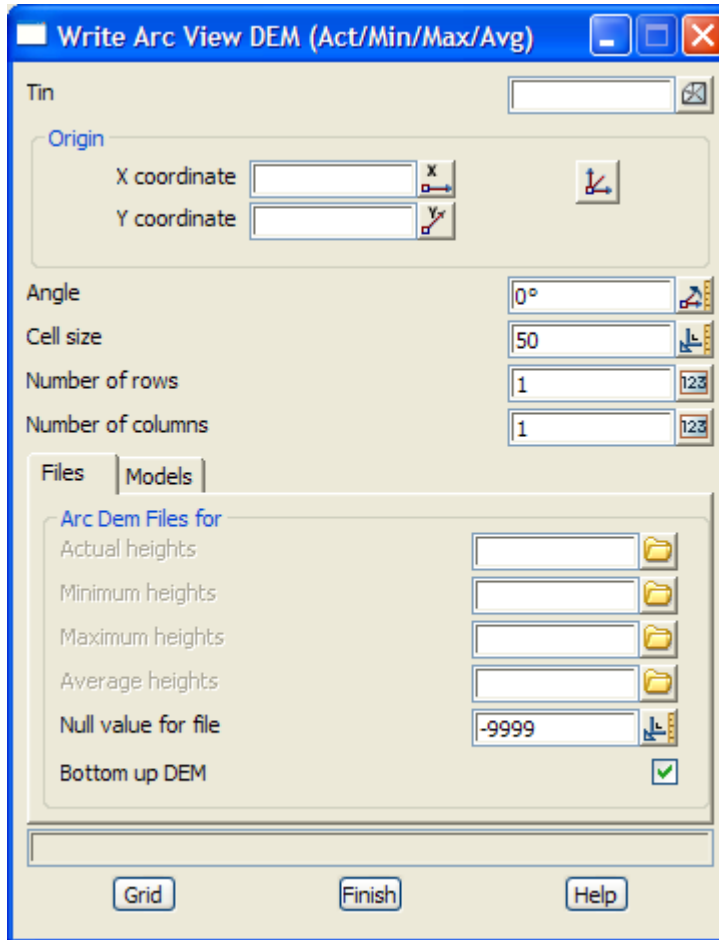 Write Arc View DEM (Act/Min/Max/Avg)
Tin
Origin
X coordinate X
Y coordinate Y
Angle 0°
Cell size 50
Number of rows 1 123
Number of columns 1 123
Files Models
Arc Dem Files for
Actual heights
Minimum heights
Maximum heights
Average heights
Null value for file -9999
Bottom up DEM
Grid Finish Help